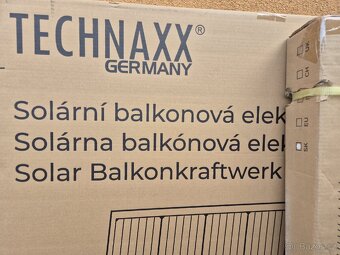 TECHNAXX®
GERMANY
Solární balkonová elek
Solárna balkónová elek
Solar Balkonkraftwerk